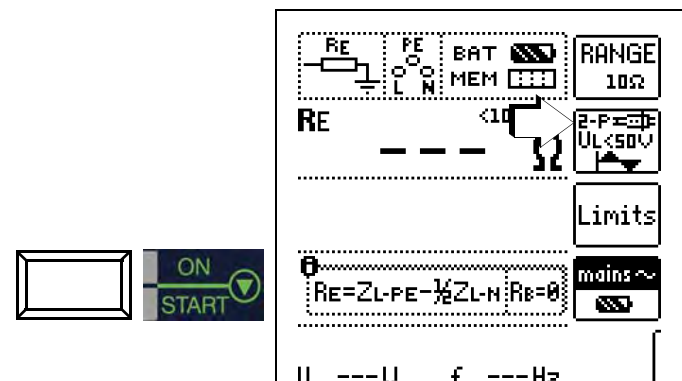 RE
PE
L N
BAT
MEM
RANGE
10Ω
RE
<10
--- Ω
2-P
UL<50V
Limits
ON
START
RE=ZL-PE-½ZL-N RB=0
mains~
U ---V f ---Hz